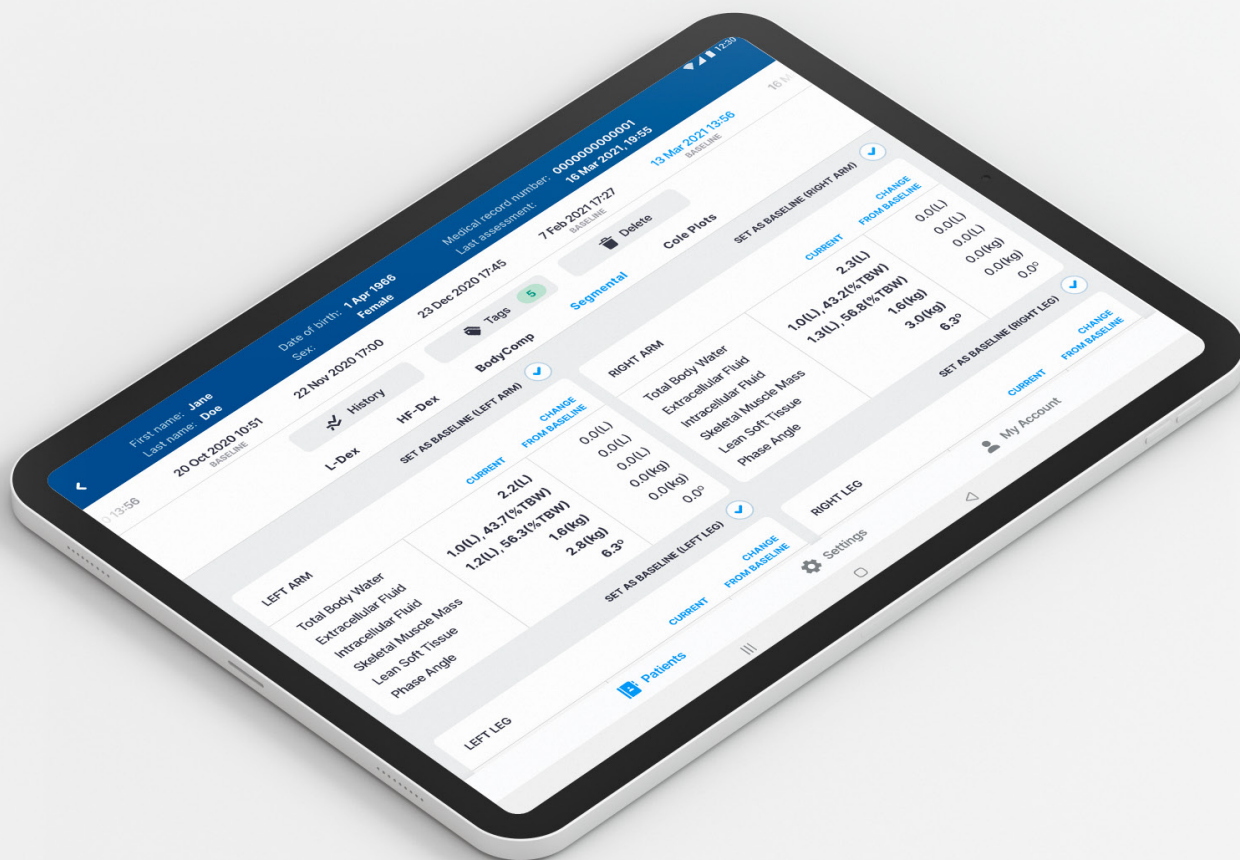 12:30
First name: Jane
Last name: Doe
Date of birth: 1 Apr 1966
Sex: Female
Medical record number: 0000000000001
Last assessment: 16 Mar 2021, 19:55
13:56
20 Oct 2020 10:51
BASELINE
22 Nov 2020 17:00
23 Dec 2020 17:45
7 Feb 2021 17:27
BASELINE
13 Mar 2021 13:56
BASELINE
16 M
History
Tags 5
Delete
L-Dex
HF-Dex
BodyComp
Segmental
Cole Plots
SET AS BASELINE (LEFT ARM)
LEFT ARM
CURRENT
CHANGE
FROM BASELINE
Total Body Water 2.2(L) 0.0(L)
Extracellular Fluid 1.0(L), 43.7(%TBW) 0.0(L)
Intracellular Fluid 1.2(L), 56.3(%TBW) 0.0(L)
Skeletal Muscle Mass 1.6(kg) 0.0(kg)
Lean Soft Tissue 2.8(kg) 0.0(kg)
Phase Angle 6.3° 0.0°
SET AS BASELINE (RIGHT ARM)
RIGHT ARM
CURRENT
CHANGE
FROM BASELINE
Total Body Water 2.3(L) 0.0(L)
Extracellular Fluid 1.0(L), 43.2(%TBW) 0.0(L)
Intracellular Fluid 1.3(L), 56.8(%TBW) 0.0(L)
Skeletal Muscle Mass 1.6(kg) 0.0(kg)
Lean Soft Tissue 3.0(kg) 0.0(kg)
Phase Angle 6.3° 0.0°
SET AS BASELINE (LEFT LEG)
LEFT LEG
CURRENT
CHANGE
FROM BASELINE
SET AS BASELINE (RIGHT LEG)
RIGHT LEG
CURRENT
CHANGE
FROM BASELINE
Patients
Settings
My Account